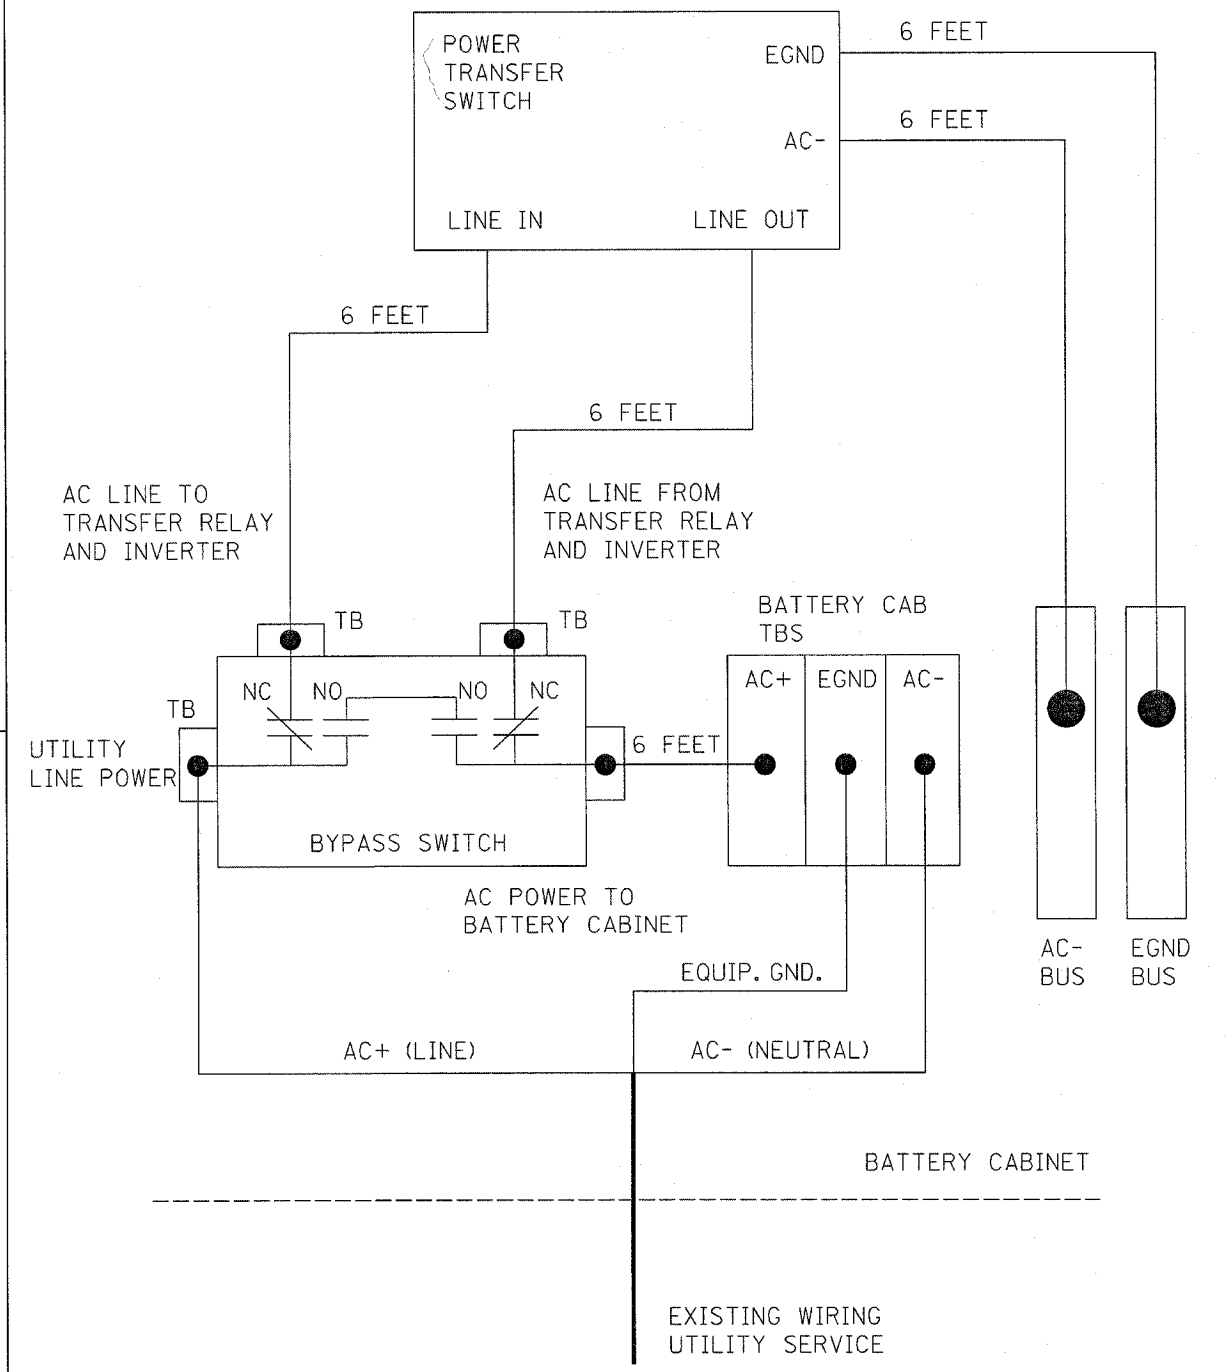 POWER
TRANSFER
SWITCH
EGND
6 FEET
AC-
6 FEET
LINE IN
LINE OUT
6 FEET
6 FEET
AC LINE TO
TRANSFER RELAY
AND INVERTER
AC LINE FROM
TRANSFER RELAY
AND INVERTER
TB
TB
BATTERY CAB
TBS
NC
NO
NO
NC
AC+
EGND
AC-
TB
UTILITY
LINE POWER
6 FEET
BYPASS SWITCH
AC POWER TO
BATTERY CABINET
AC-
BUS
EGND
BUS
EQUIP. GND.
AC+ (LINE)
AC- (NEUTRAL)
BATTERY CABINET
EXISTING WIRING
UTILITY SERVICE